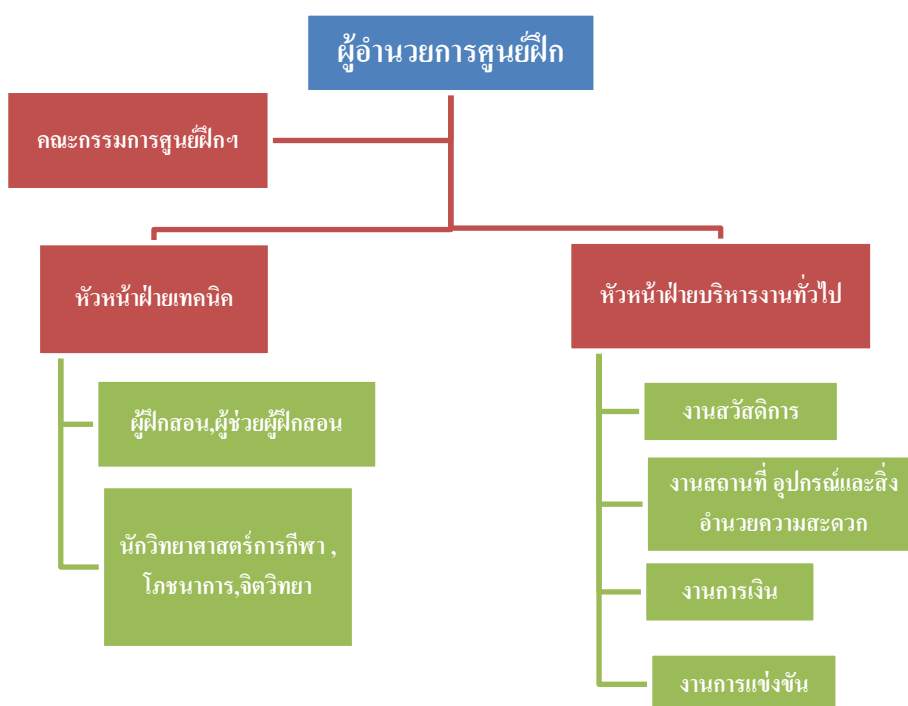 ผู้อำนวยการศูนย์ฝึก
คณะกรรมการศูนย์ฝึกฯ
หัวหน้าฝ่ายเทคนิค
หัวหน้าฝ่ายบริหารงานทั่วไป
ผู้ฝึกสอน,ผู้ช่วยผู้ฝึกสอน
นักวิทยาศาสตร์การกีฬา ,
โภชนาการ,จิตวิทยา
งานสวัสดิการ
งานสถานที่ อุปกรณ์และสิ่ง
อำนวยความสะดวก
งานการเงิน
งานการแข่งขัน